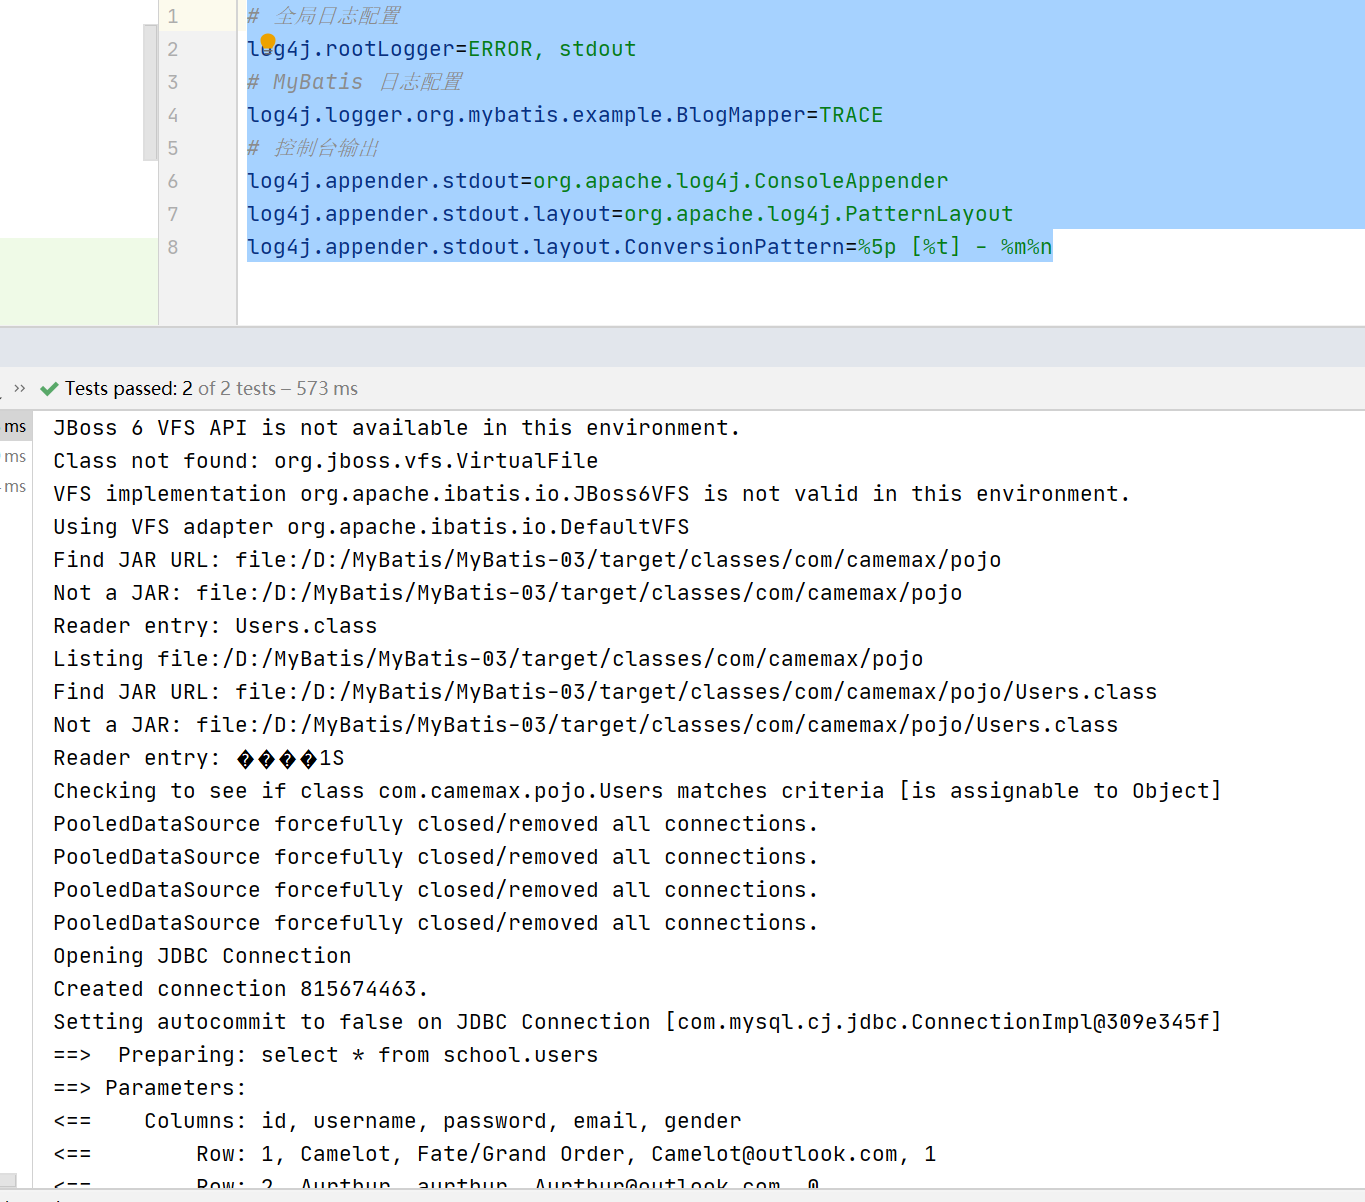 1 # 全局日志配置
2 log4j.rootLogger=ERROR, stdout
3 # MyBatis 日志配置
4 log4j.logger.org.mybatis.example.BlogMapper=TRACE
5 # 控制台输出
6 log4j.appender.stdout=org.apache.log4j.ConsoleAppender
7 log4j.appender.stdout.layout=org.apache.log4j.PatternLayout
8 log4j.appender.stdout.layout.ConversionPattern=%5p [%t] - %m%n
Tests passed: 2 of 2 tests – 573 ms
ms
ms
ms
JBoss 6 VFS API is not available in this environment.
Class not found: org.jboss.vfs.VirtualFile
VFS implementation org.apache.ibatis.io.JBoss6VFS is not valid in this environment.
Using VFS adapter org.apache.ibatis.io.DefaultVFS
Find JAR URL: file:/D:/MyBatis/MyBatis-03/target/classes/com/camemax/pojo
Not a JAR: file:/D:/MyBatis/MyBatis-03/target/classes/com/camemax/pojo
Reader entry: Users.class
Listing file:/D:/MyBatis/MyBatis-03/target/classes/com/camemax/pojo
Find JAR URL: file:/D:/MyBatis/MyBatis-03/target/classes/com/camemax/pojo/Users.class
Not a JAR: file:/D:/MyBatis/MyBatis-03/target/classes/com/camemax/pojo/Users.class
Reader entry: ����1S
Checking to see if class com.camemax.pojo.Users matches criteria [is assignable to Object]
PooledDataSource forcefully closed/removed all connections.
PooledDataSource forcefully closed/removed all connections.
PooledDataSource forcefully closed/removed all connections.
PooledDataSource forcefully closed/removed all connections.
Opening JDBC Connection
Created connection 815674463.
Setting autocommit to false on JDBC Connection [com.mysql.cj.jdbc.ConnectionImpl@309e345f]
==>  Preparing: select * from school.users
==> Parameters:
<==    Columns: id, username, password, email, gender
<==        Row: 1, Camelot, Fate/Grand Order, Camelot@outlook.com, 1
<==        Row: 2, Aurthur, aurthur, Aurthur@outlook.com, 0